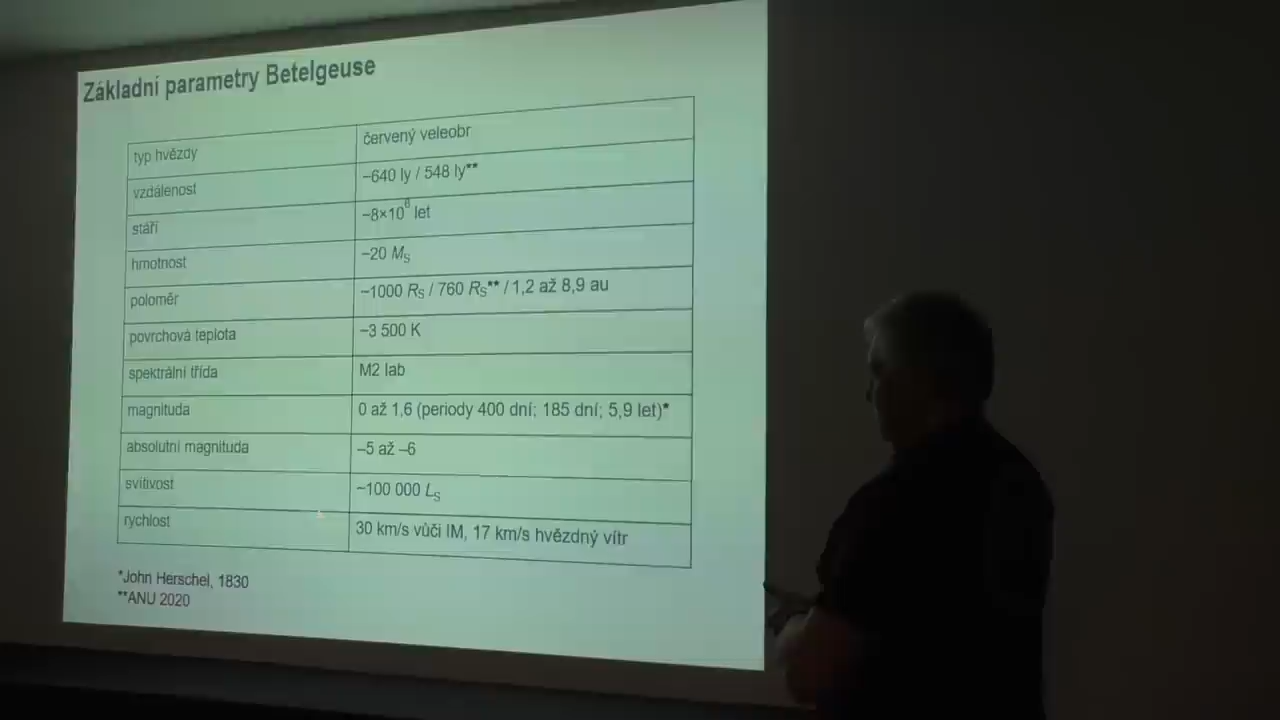 Základní parametry Betelgeuse
typ hvězdy červený veleobr
vzdálenost ~640 ly / 548 ly**
stáří ~8×10⁶ let
hmotnost ~20 M_S
poloměr ~1000 R_S / 760 R_S** / 1,2 až 8,9 au
povrchová teplota ~3 500 K
spektrální třída M2 lab
magnituda 0 až 1,6 (periody 400 dní; 185 dní; 5,9 let)*
absolutní magnituda –5 až –6
svítivost ~100 000 L_S
rychlost 30 km/s vůči IM, 17 km/s hvězdný vítr
*John Herschel, 1830
**ANU 2020